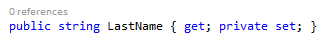 0 references
public string LastName { get; private set; }